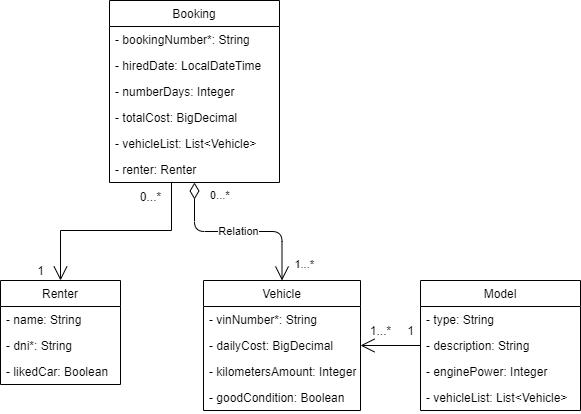 Booking
- bookingNumber*: String
- hiredDate: LocalDateTime
- numberDays: Integer
- totalCost: BigDecimal
- vehicleList: List<Vehicle>
- renter: Renter
0...*
0...*
Relation
1
1...*
Renter
- name: String
- dni*: String
- likedCar: Boolean
Vehicle
- vinNumber*: String
- dailyCost: BigDecimal
- kilometersAmount: Integer
- goodCondition: Boolean
1...*
1
Model
- type: String
- description: String
- enginePower: Integer
- vehicleList: List<Vehicle>